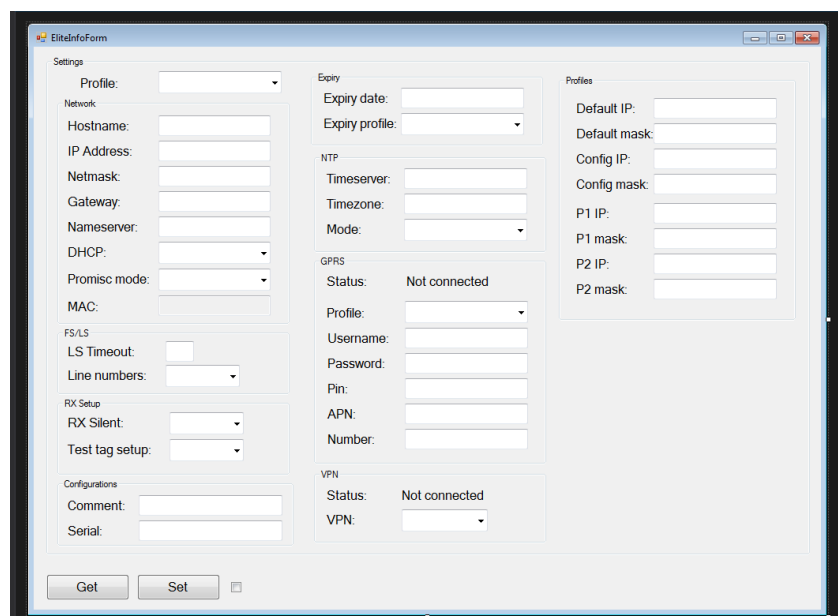 EliteInfoForm
Settings
Profile:
Network
Hostname:
IP Address:
Netmask:
Gateway:
Nameserver:
DHCP:
Promisc mode:
MAC:
FS/LS
LS Timeout:
Line numbers:
RX Setup
RX Silent:
Test tag setup:
Configurations
Comment:
Serial:
Expiry
Expiry date:
Expiry profile:
NTP
Timeserver:
Timezone:
Mode:
GPRS
Status: Not connected
Profile:
Username:
Password:
Pin:
APN:
Number:
VPN
Status: Not connected
VPN:
Profiles
Default IP:
Default mask:
Config IP:
Config mask:
P1 IP:
P1 mask:
P2 IP:
P2 mask:
Get Set